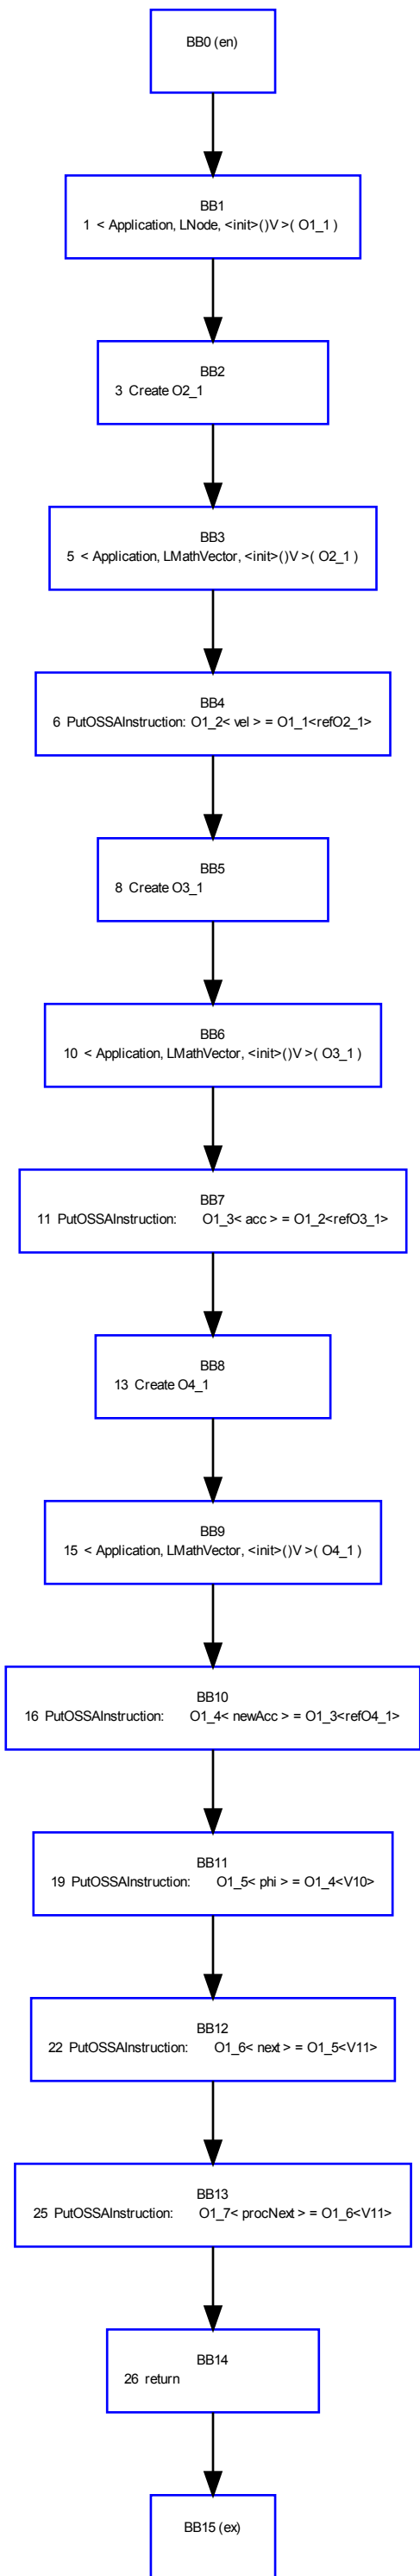 BB0 (en)
BB1
1 < Application, LNode, <init>()V >( O1_1 )
BB2
3 Create O2_1
BB3
5 < Application, LMathVector, <init>()V >( O2_1 )
BB4
6 PutOSSAInstruction: O1_2< vel > = O1_1<refO2_1>
BB5
8 Create O3_1
BB6
10 < Application, LMathVector, <init>()V >( O3_1 )
BB7
11 PutOSSAInstruction: O1_3< acc > = O1_2<refO3_1>
BB8
13 Create O4_1
BB9
15 < Application, LMathVector, <init>()V >( O4_1 )
BB10
16 PutOSSAInstruction: O1_4< newAcc > = O1_3<refO4_1>
BB11
19 PutOSSAInstruction: O1_5< phi > = O1_4<V10>
BB12
22 PutOSSAInstruction: O1_6< next > = O1_5<V11>
BB13
25 PutOSSAInstruction: O1_7< procNext > = O1_6<V11>
BB14
26 return
BB15 (ex)